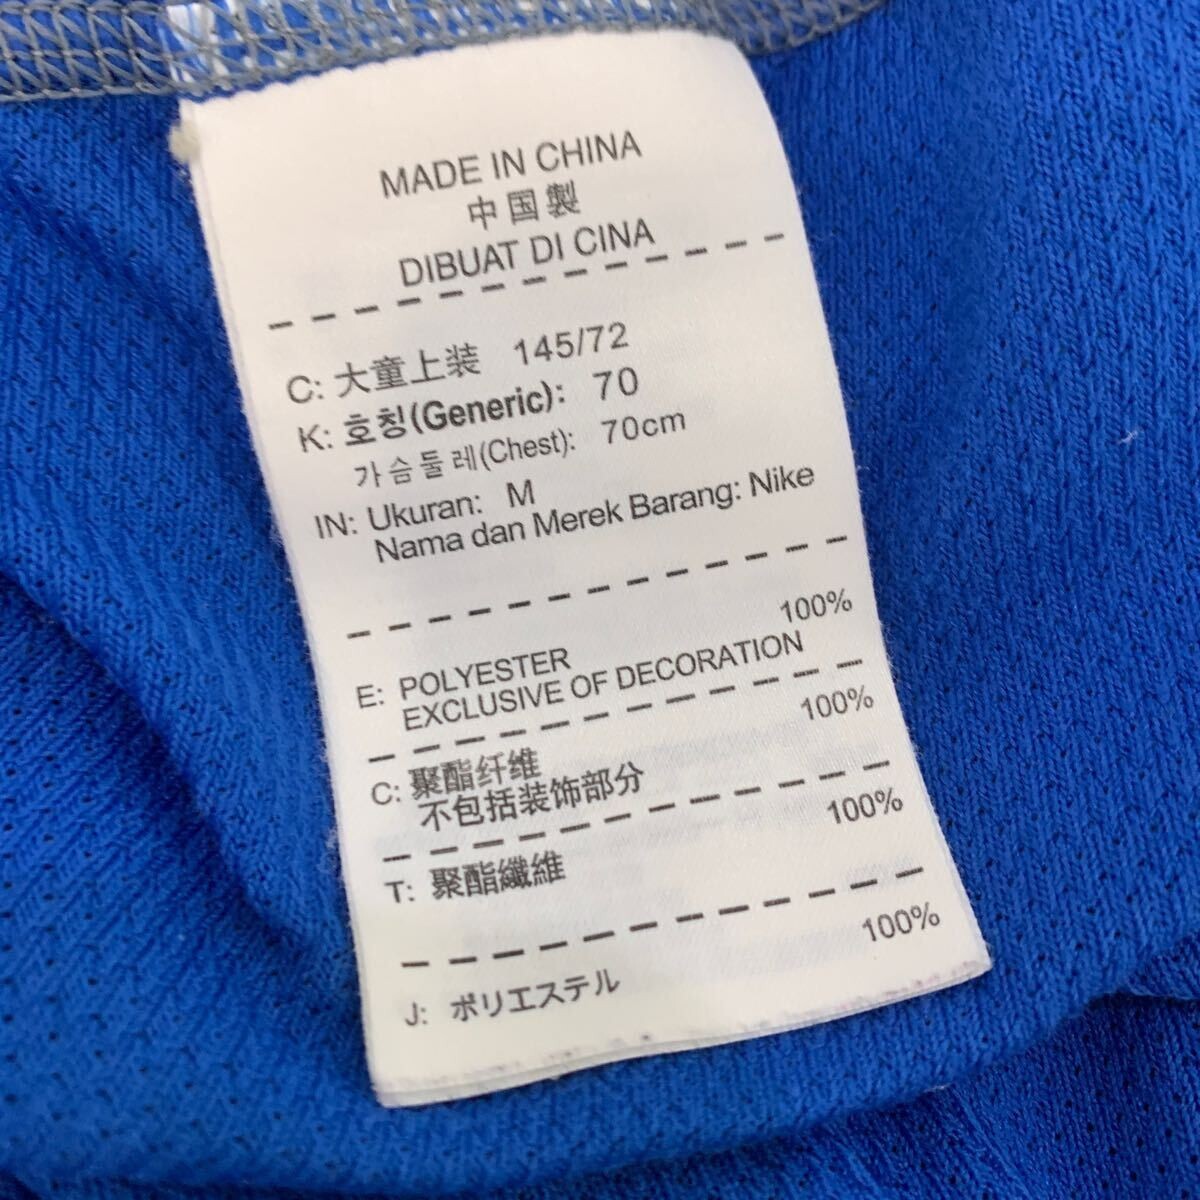 MADE IN CHINA
中国製
DIBUAT DI CINA
C: 大童上装 145/72
K: 호칭(Generic): 70
가슴둘레(Chest): 70cm
IN: Ukuran: M
Nama dan Merek Barang: Nike
100%
E: POLYESTER
EXCLUSIVE OF DECORATION
100%
C: 聚酯纤维
不包括装饰部分
100%
T: 聚酯纖維
100%
J: ポリエステル